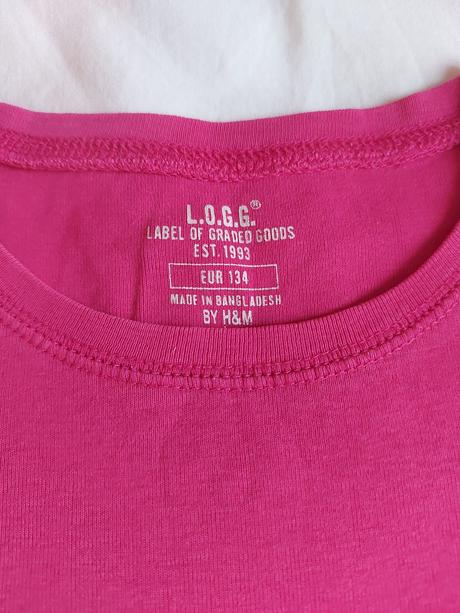 L.O.G.G.®
LABEL OF GRADED GOODS
EST. 1993
EUR 134
MADE IN BANGLADESH
BY H&M